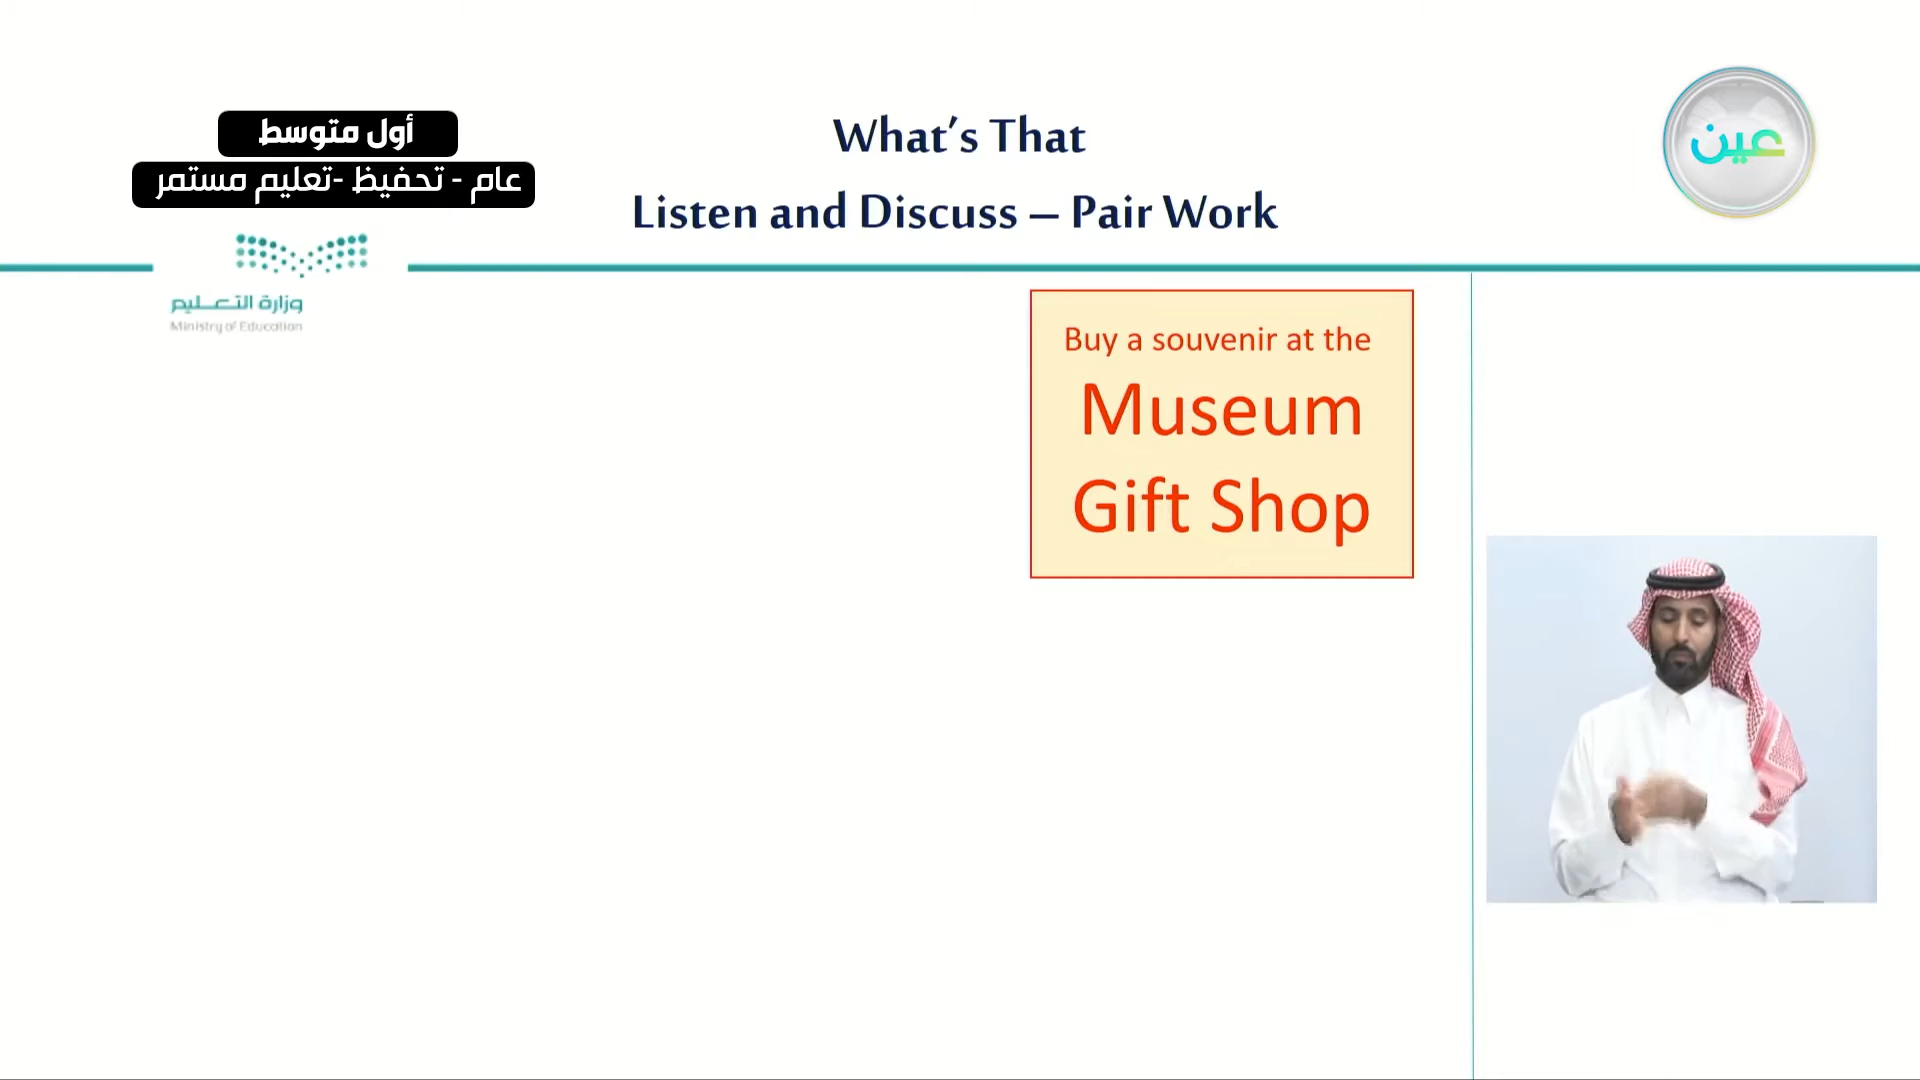 أول متوسط
عام - تحفيظ -تعليم مستمر
What's That
Listen and Discuss – Pair Work
عين
وزارة التعـــليم
Ministry of Education
Buy a souvenir at the
Museum
Gift Shop